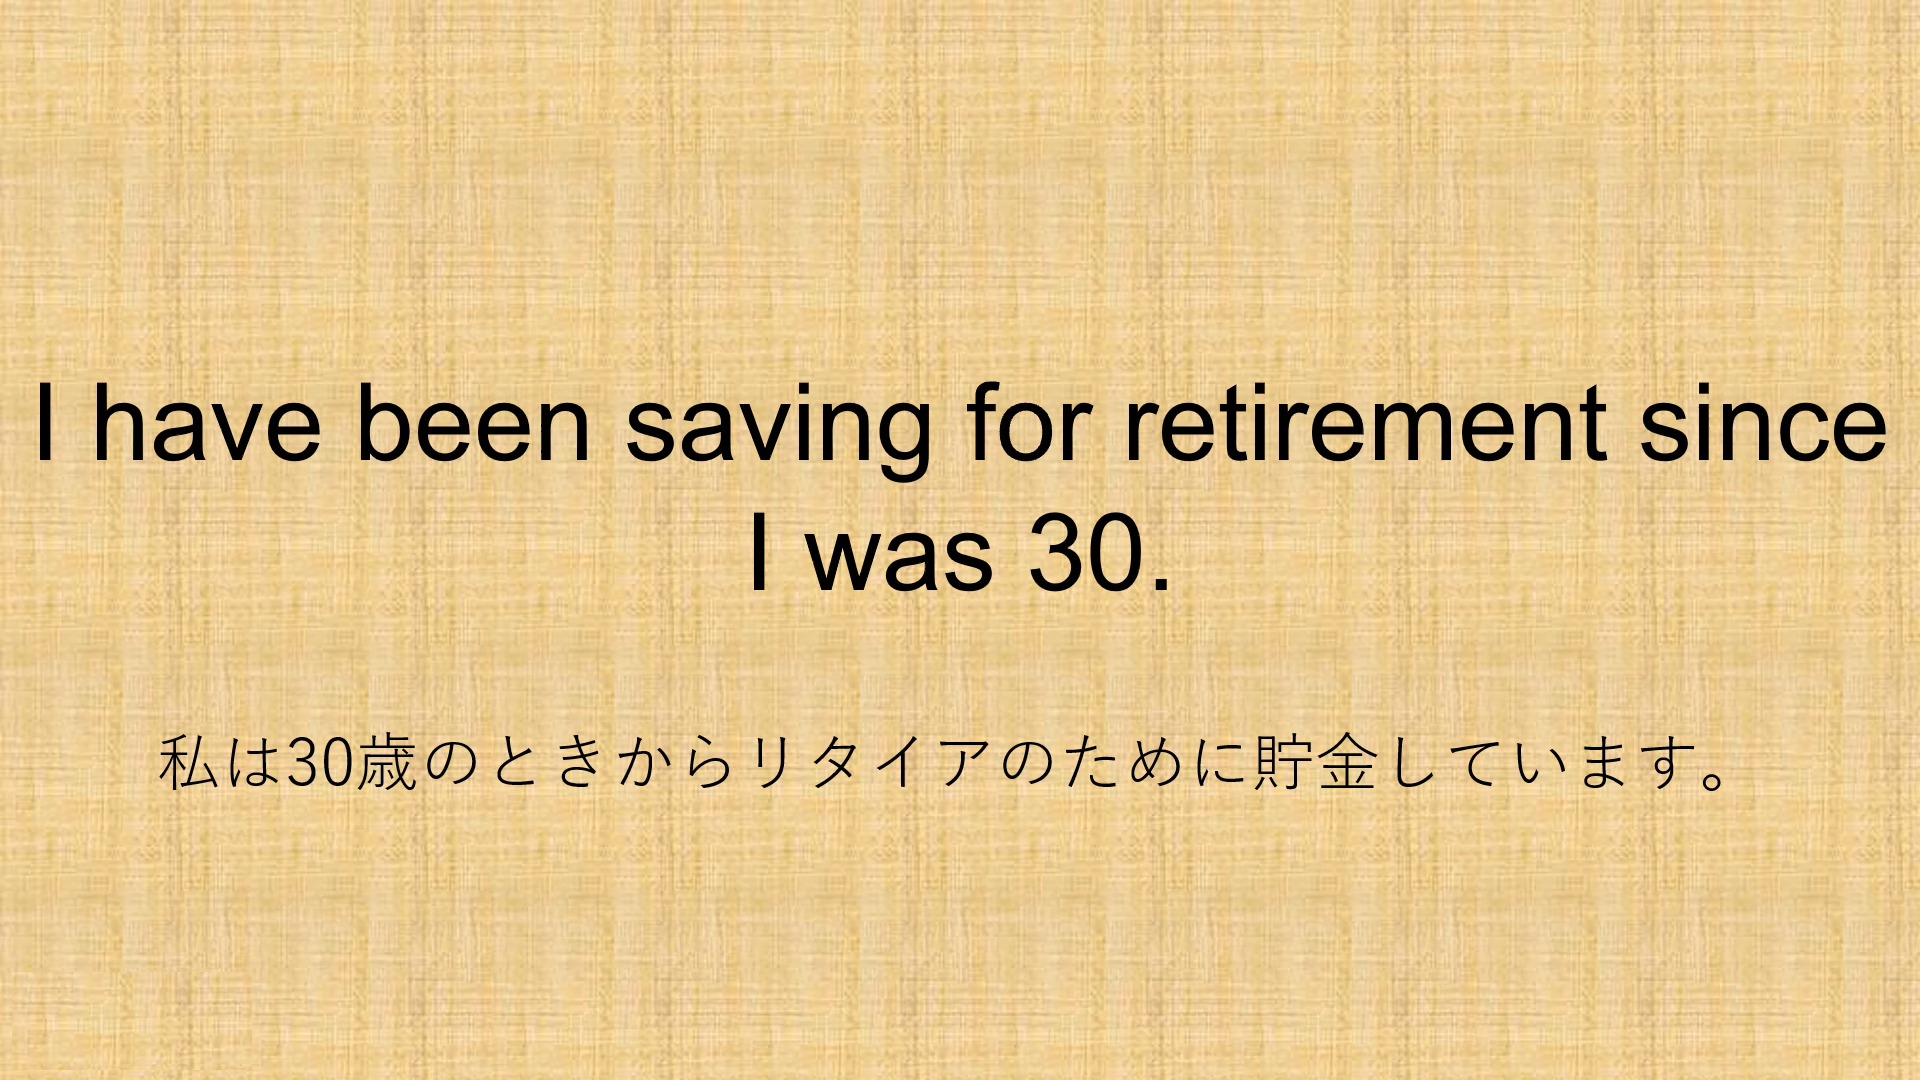 I have been saving for retirement since
I was 30.
私は30歳のときからリタイアのために貯金しています。